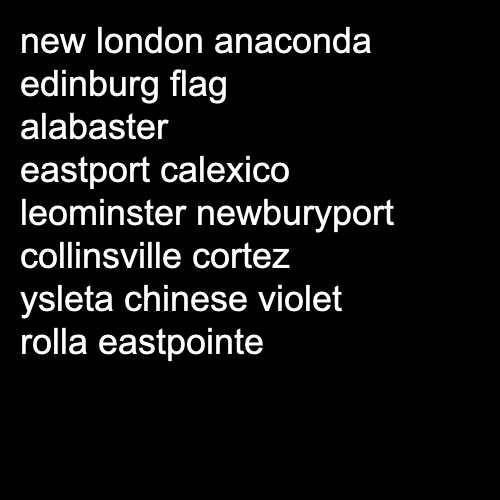 new london anaconda
edinburg flag
alabaster
eastport calexico
leominster newburyport
collinsville cortez
ysleta chinese violet
rolla eastpointe